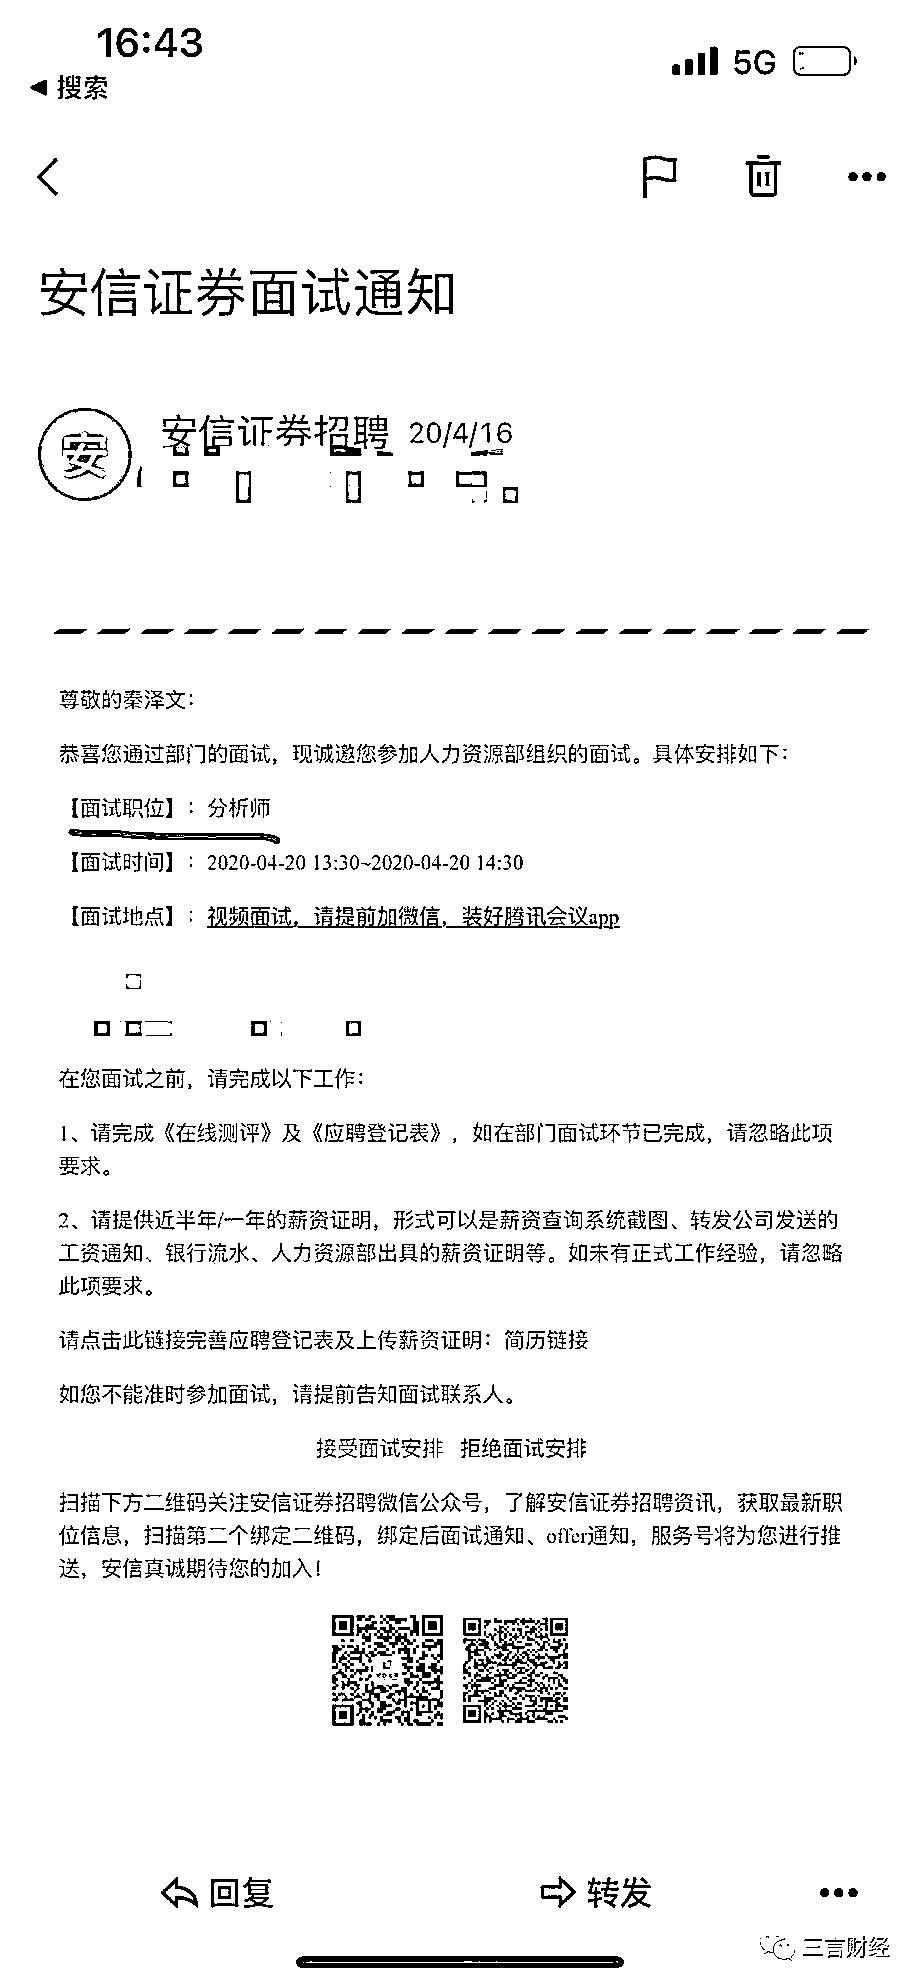 16:43
搜索
5G
安信证券面试通知
安
安信证券招聘 20/4/16
尊敬的秦泽文：
恭喜您通过部门的面试，现诚邀您参加人力资源部组织的面试。具体安排如下：
【面试职位】：分析师
【面试时间】：2020-04-20 13:30~2020-04-20 14:30
【面试地点】：视频面试，请提前加微信，装好腾讯会议app
在您面试之前，请完成以下工作：
1、请完成《在线测评》及《应聘登记表》，如在部门面试环节已完成，请忽略此项
要求。
2、请提供近半年/一年的薪资证明，形式可以是薪资查询系统截图、转发公司发送的
工资通知、银行流水、人力资源部出具的薪资证明等。如未有正式工作经验，请忽略
此项要求。
请点击此链接完善应聘登记表及上传薪资证明：简历链接
如您不能准时参加面试，请提前告知面试联系人。
接受面试安排 拒绝面试安排
扫描下方二维码关注安信证券招聘微信公众号，了解安信证券招聘资讯，获取最新职
位信息，扫描第二个绑定二维码，绑定后面试通知、offer通知，服务号将为您进行推
送，安信真诚期待您的加入！
回复 转发
三言财经